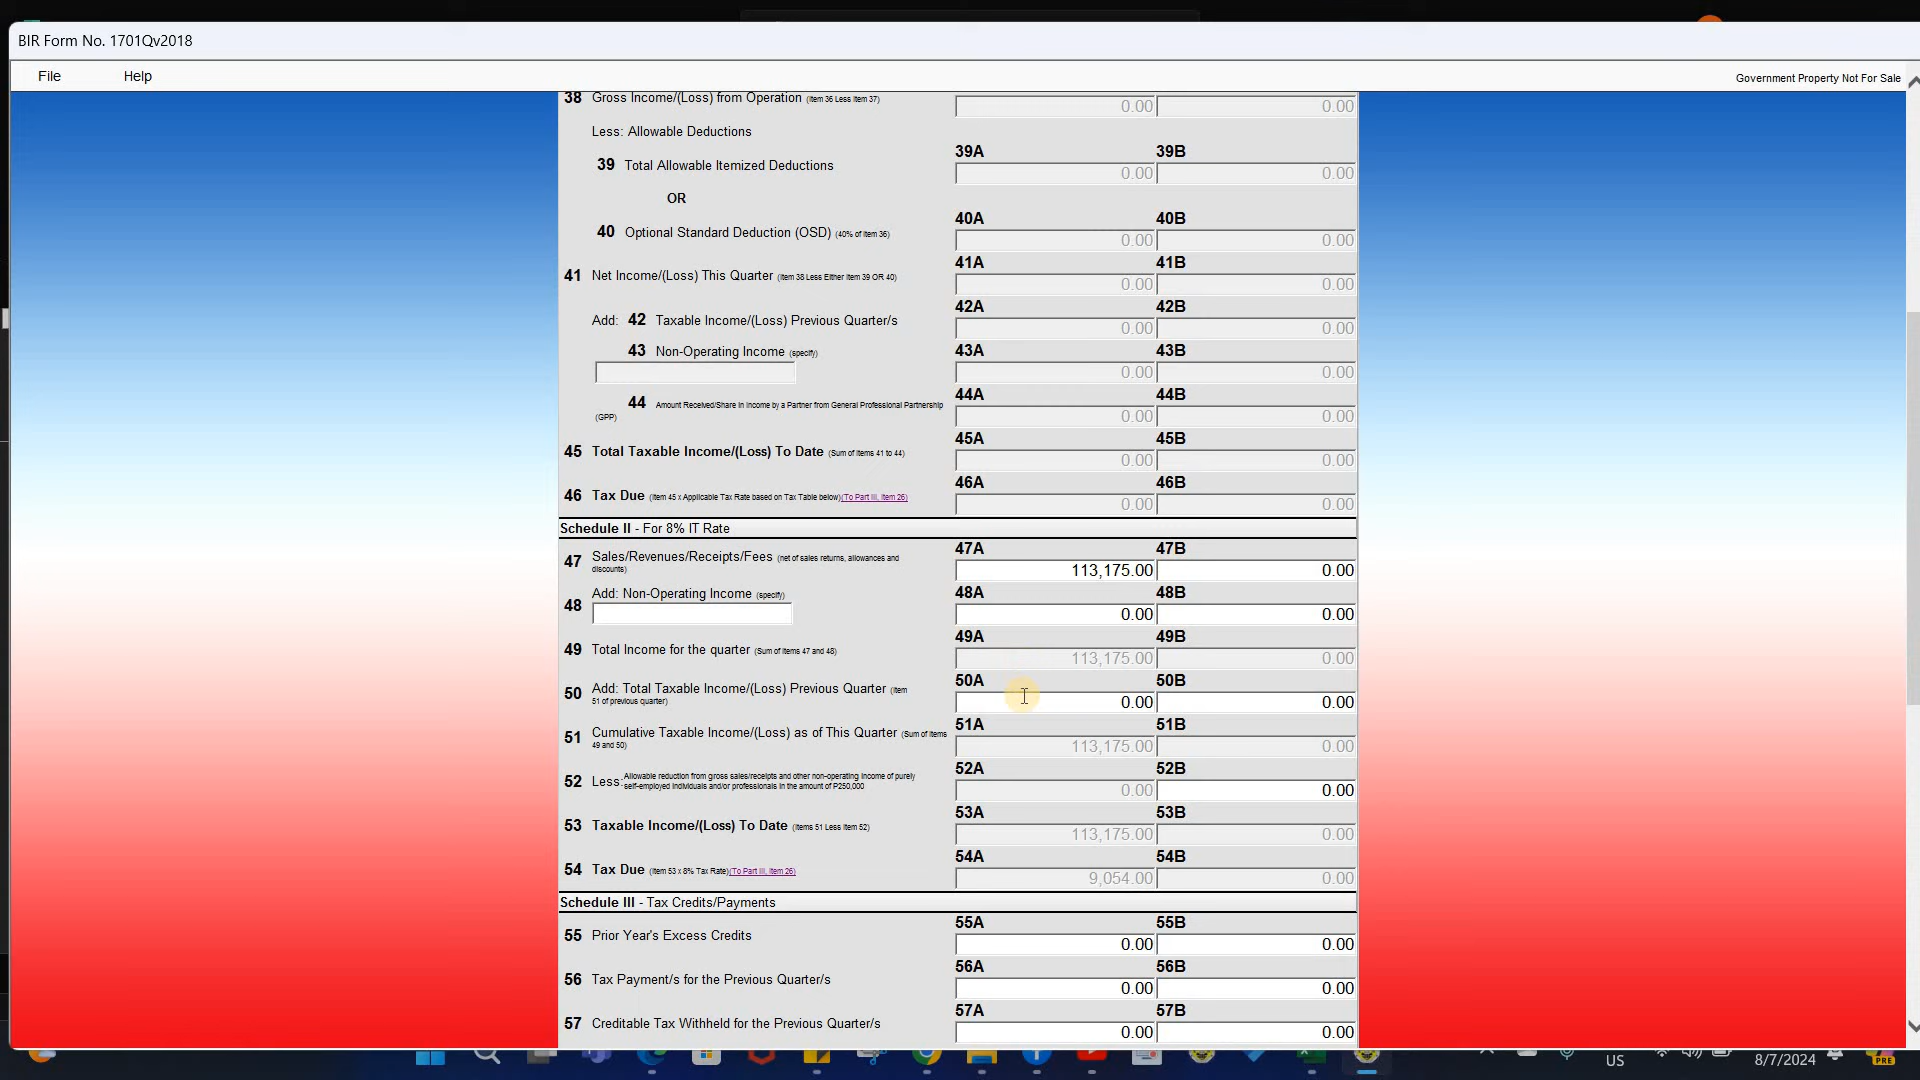 BIR Form No. 1701Qv2018
File Help
Government Property Not For Sale
38 Gross Income/(Loss) from Operation (Item 36 Less Item 37) 0.00 0.00
Less: Allowable Deductions
39A 39B
39 Total Allowable Itemized Deductions 0.00 0.00
OR
40A 40B
40 Optional Standard Deduction (OSD) (40% of Item 36) 0.00 0.00
41A 41B
41 Net Income/(Loss) This Quarter (Item 38 Less Either Item 39 OR 40) 0.00 0.00
42A 42B
Add: 42 Taxable Income/(Loss) Previous Quarter/s 0.00 0.00
43 Non-Operating Income (specify) 43A 43B
0.00 0.00
44A 44B
44 Amount Received/Share in Income by a Partner from General Professional Partnership
(GPP) 0.00 0.00
45A 45B
45 Total Taxable Income/(Loss) To Date (Sum of Items 41 to 44) 0.00 0.00
46A 46B
46 Tax Due (Item 45 x Applicable Tax Rate based on Tax Table below)(To Part III, Item 26) 0.00 0.00
Schedule II - For 8% IT Rate
47A 47B
47 Sales/Revenues/Receipts/Fees (net of sales returns, allowances and
discounts) 113,175.00 0.00
Add: Non-Operating Income (specify) 48A 48B
48 0.00 0.00
49A 49B
49 Total Income for the quarter (Sum of Items 47 and 48) 113,175.00 0.00
50A 50B
50 Add: Total Taxable Income/(Loss) Previous Quarter (Item
51 of previous quarter) 0.00 0.00
51A 51B
51 Cumulative Taxable Income/(Loss) as of This Quarter (Sum of Items
49 and 50) 113,175.00 0.00
52A 52B
52 Less: Allowable reduction from gross sales/receipts and other non-operating income of purely
self-employed individuals and/or professionals in the amount of P250,000 0.00 0.00
53A 53B
53 Taxable Income/(Loss) To Date (Items 51 Less Item 52) 113,175.00 0.00
54A 54B
54 Tax Due (Item 53 x 8% Tax Rate)(To Part III, Item 26) 9,054.00 0.00
Schedule III - Tax Credits/Payments
55A 55B
55 Prior Year's Excess Credits 0.00 0.00
56A 56B
56 Tax Payment/s for the Previous Quarter/s 0.00 0.00
57A 57B
57 Creditable Tax Withheld for the Previous Quarter/s 0.00 0.00
US 8/7/2024 PRE